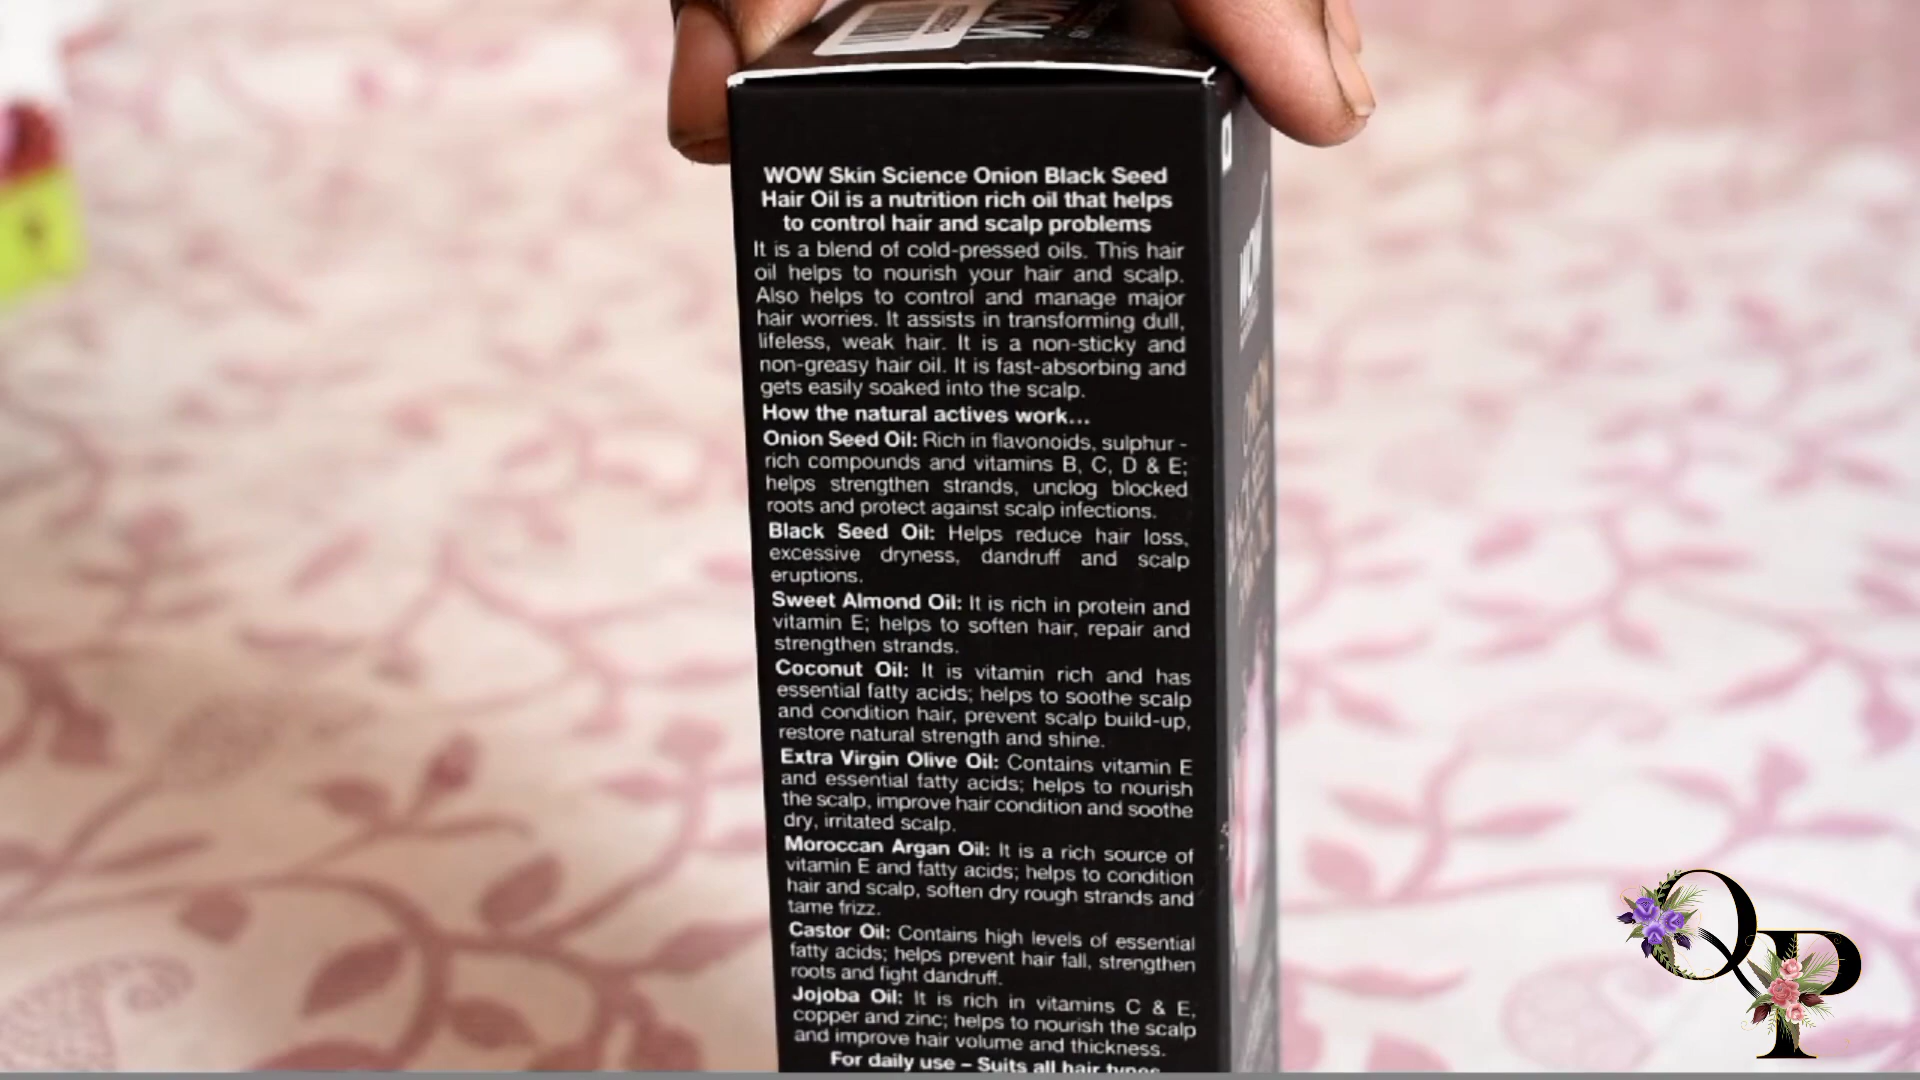 WOW
WOW Skin Science Onion Black Seed
Hair Oil is a nutrition rich oil that helps
to control hair and scalp problems
It is a blend of cold-pressed oils. This hair
oil helps to nourish your hair and scalp.
Also helps to control and manage major
hair worries. It assists in transforming dull,
lifeless, weak hair. It is a non-sticky and
non-greasy hair oil. It is fast-absorbing and
gets easily soaked into the scalp.
How the natural actives work...
Onion Seed Oil: Rich in flavonoids, sulphur -
rich compounds and vitamins B, C, D & E;
helps strengthen strands, unclog blocked
roots and protect against scalp infections.
Black Seed Oil: Helps reduce hair loss,
excessive dryness, dandruff and scalp
eruptions.
Sweet Almond Oil: It is rich in protein and
vitamin E; helps to soften hair, repair and
strengthen strands.
Coconut Oil: It is vitamin rich and has
essential fatty acids; helps to soothe scalp
and condition hair, prevent scalp build-up,
restore natural strength and shine.
Extra Virgin Olive Oil: Contains vitamin E
and essential fatty acids; helps to nourish
the scalp, improve hair condition and soothe
dry, irritated scalp.
Moroccan Argan Oil: It is a rich source of
vitamin E and fatty acids; helps to condition
hair and scalp, soften dry rough strands and
tame frizz.
Castor Oil: Contains high levels of essential
fatty acids; helps prevent hair fall, strengthen
roots and fight dandruff.
Jojoba Oil: It is rich in vitamins C & E,
copper and zinc; helps to nourish the scalp
and improve hair volume and thickness.
For daily use – Suits all hair types
WOW
QP